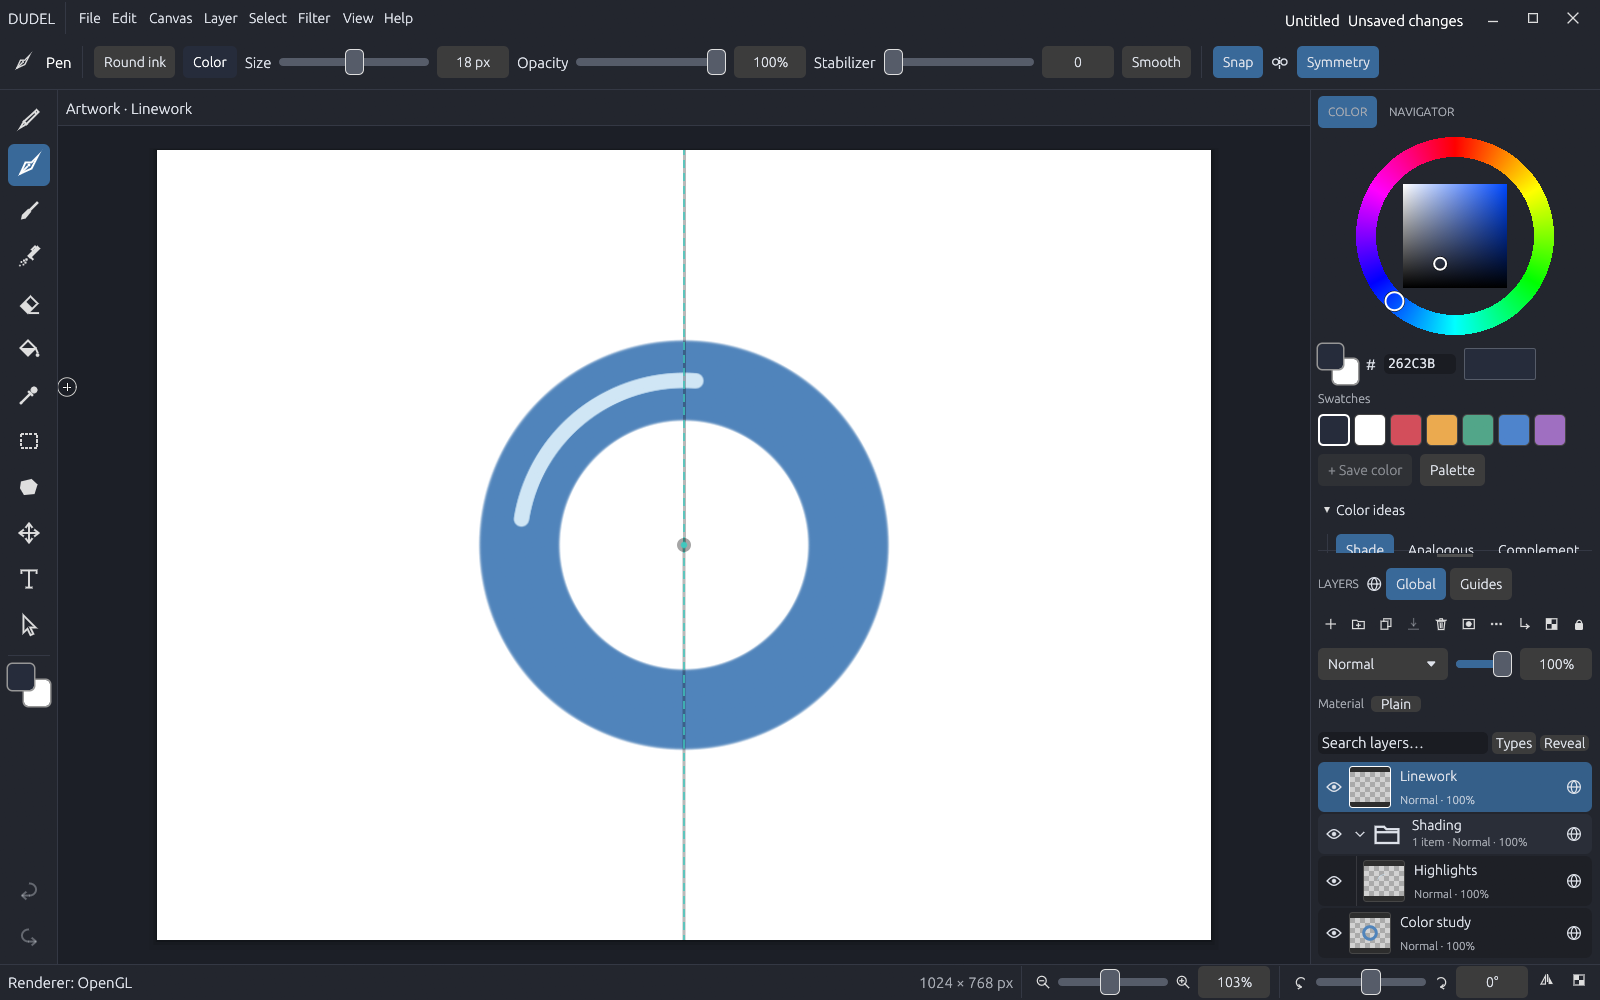 DUDEL File Edit Canvas Layer Select Filter View Help Untitled Unsaved changes
Pen Round ink Color Size 18 px Opacity 100% Stabilizer 0 Smooth Snap Symmetry
Artwork · Linework
COLOR NAVIGATOR
# 262C3B
Swatches
+ Save color Palette
Color ideas
Shade Analogous Complement
LAYERS Global Guides
Normal 100%
Material Plain
Search layers... Types Reveal
Linework
Normal · 100%
Shading
1 item · Normal · 100%
Highlights
Normal · 100%
Color study
Normal · 100%
Renderer: OpenGL 1024 × 768 px 103% 0°